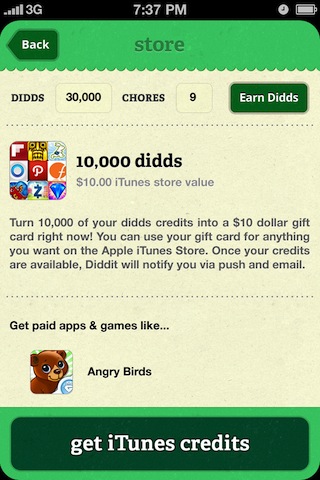 3G 7:37 PM
Back store
DIDDS 30,000 CHORES 9 Earn Didds
10,000 didds
$10.00 iTunes store value
Turn 10,000 of your didds credits into a $10 dollar gift
card right now! You can use your gift card for anything
you want on the Apple iTunes Store. Once your credits
are available, Diddit will notify you via push and email.
Get paid apps & games like...
Angry Birds
get iTunes credits